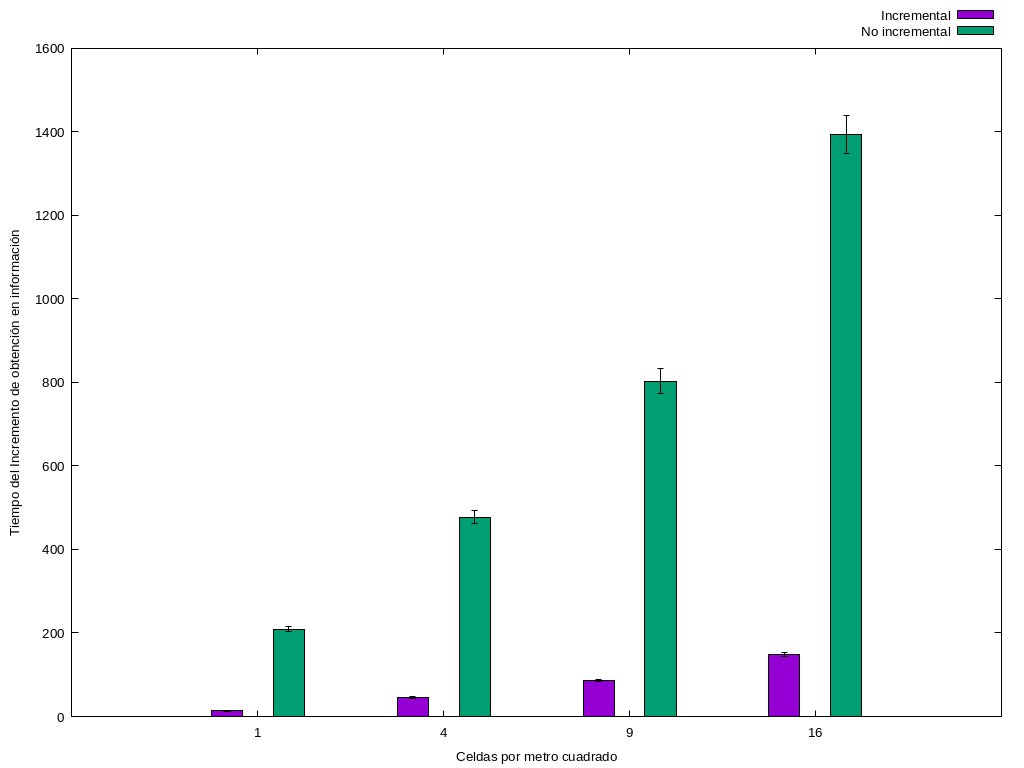 Incremental
No incremental
1600
1400
1200
1000
800
600
400
200
0
Tiempo del Incremento de obtención en información
1 4 9 16
Celdas por metro cuadrado